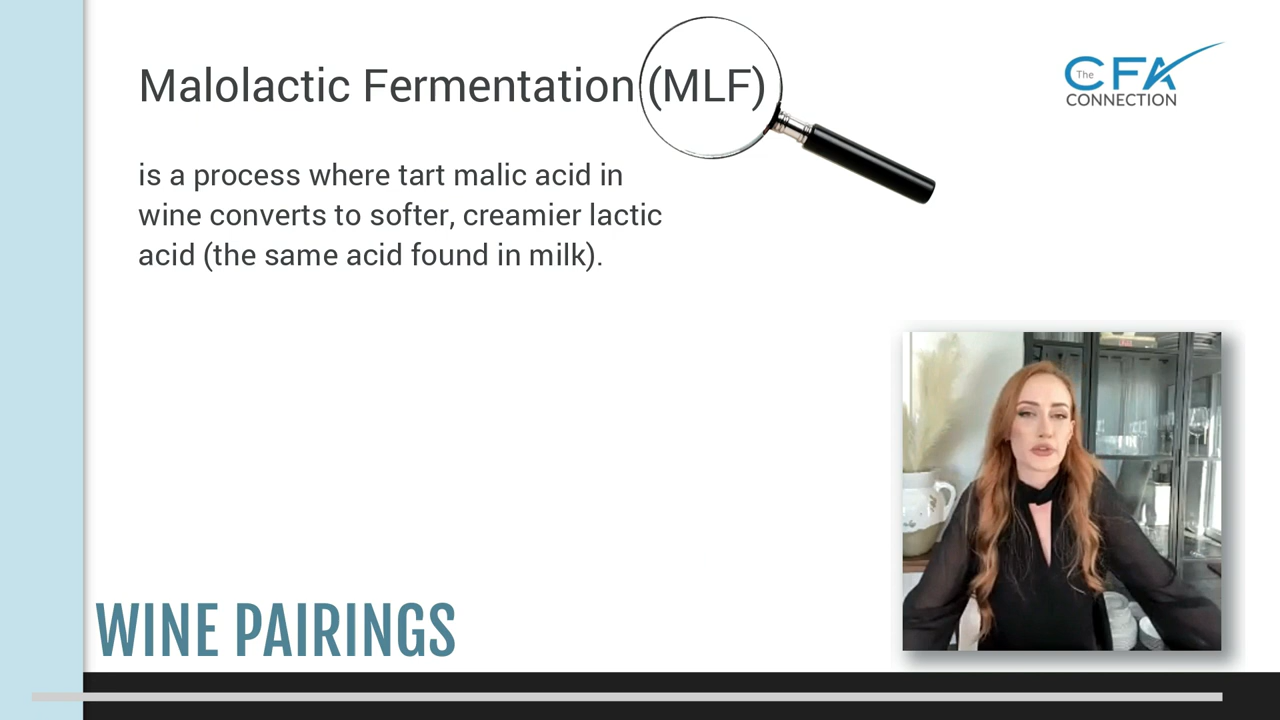 Malolactic Fermentation (MLF)
The CFA
CONNECTION
is a process where tart malic acid in
wine converts to softer, creamier lactic
acid (the same acid found in milk).
WINE PAIRINGS